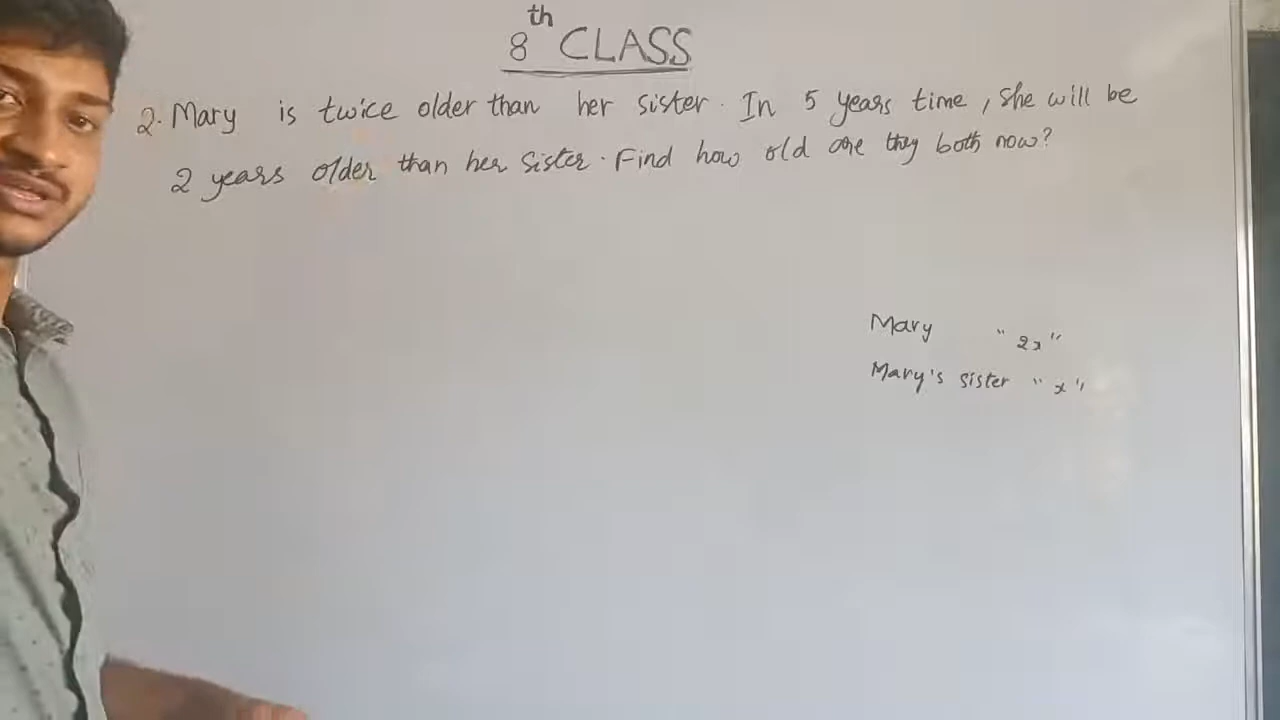 8th CLASS
2. Mary is twice older than her sister. In 5 years time, she will be
2 years older than her sister. Find how old are they both now?
Mary "2x"
Mary's sister "x"